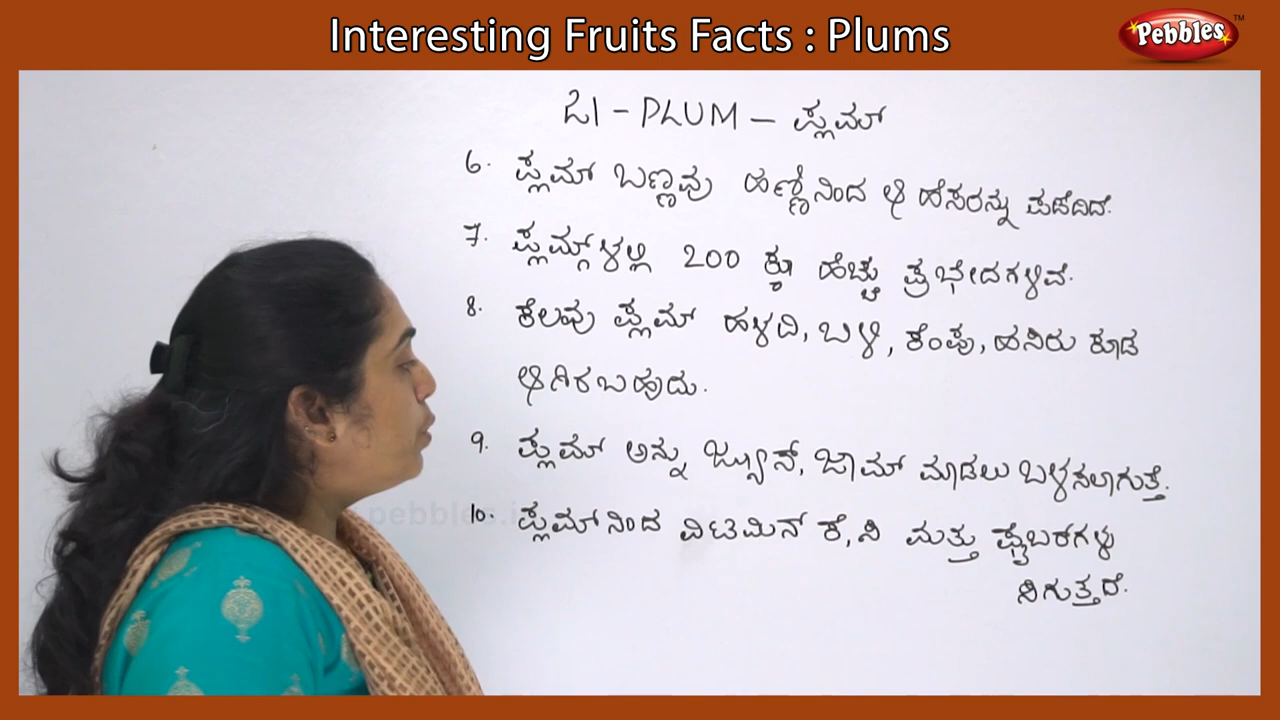 Interesting Fruits Facts : Plums
Pebbles™
21 - PLUM - ಪ್ಲಮ್
6. ಪ್ಲಮ್ ಬಣ್ಣವು ಹಣ್ಣಿನಿಂದ ಈ ಹೆಸರನ್ನು ಪಡೆದಿದೆ.
7. ಪ್ಲಮ್ಗಳಲ್ಲಿ 200 ಕ್ಕೂ ಹೆಚ್ಚು ಪ್ರಭೇದಗಳಿವೆ.
8. ಕೆಲವು ಪ್ಲಮ್ ಹಳದಿ, ಬಿಳಿ, ಕೆಂಪು, ಹಸಿರು ಕೂಡ
ಆಗಿರಬಹುದು.
9. ಪ್ಲಮ್ ಅನ್ನು ಜ್ಯೂಸ್, ಜಾಮ್ ಮಾಡಲು ಬಳಸಲಾಗುತ್ತೆ.
pebbles.i
10. ಪ್ಲಮ್ ನಿಂದ ವಿಟಮಿನ್ ಕೆ, ಸಿ ಮತ್ತು ಫೈಬರಗಳು
ಸಿಗುತ್ತದೆ.